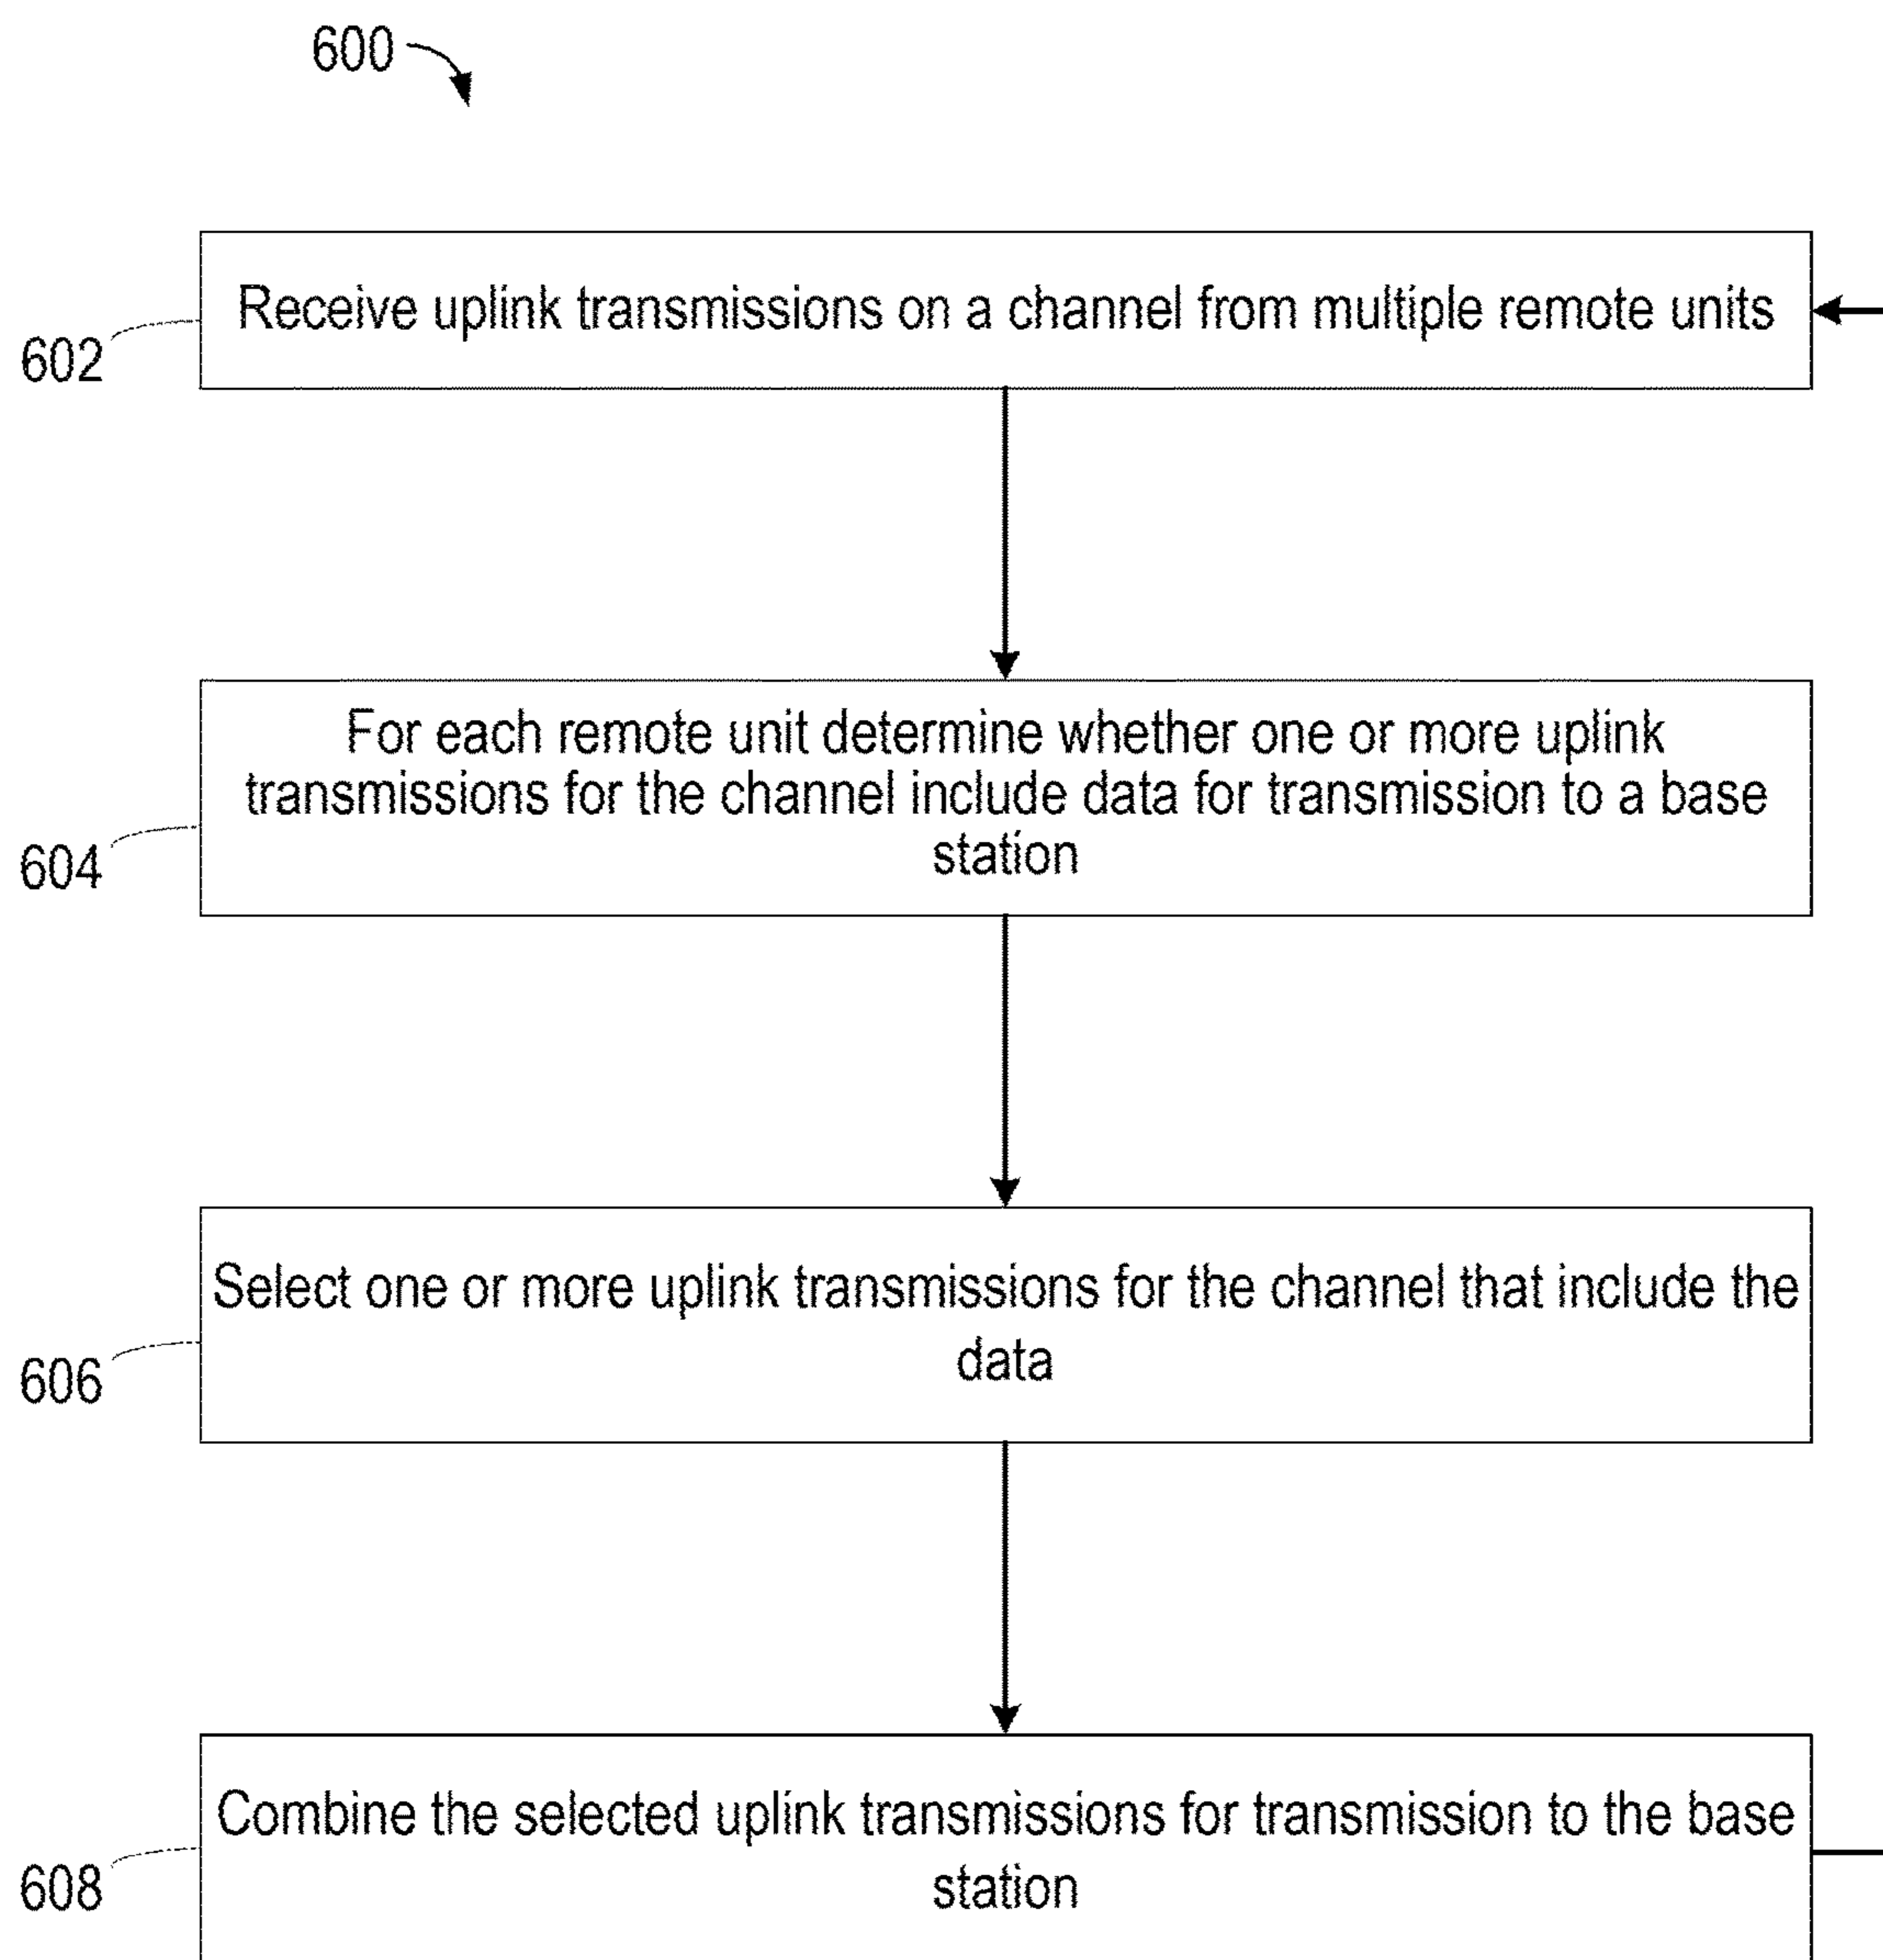 600
Receive uplink transmissions on a channel from multiple remote units
602
For each remote unit determine whether one or more uplink
transmissions for the channel include data for transmission to a base
station
604
Select one or more uplink transmissions for the channel that include the
data
606
Combine the selected uplink transmissions for transmission to the base
station
608